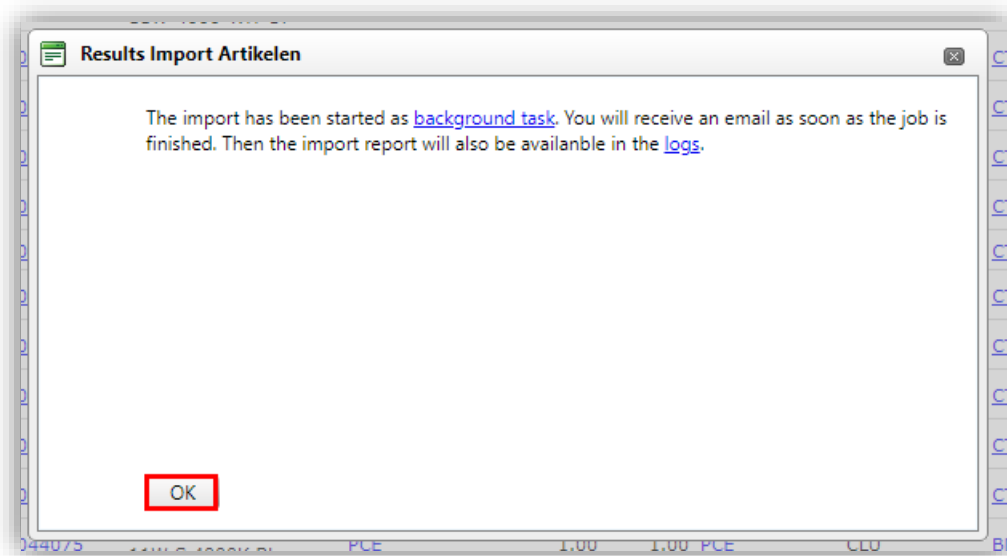 Results Import Artikelen
The import has been started as background task. You will receive an email as soon as the job is
finished. Then the import report will also be availanble in the logs.
OK
044075 PCE 1.00 1.00 PCE CLU